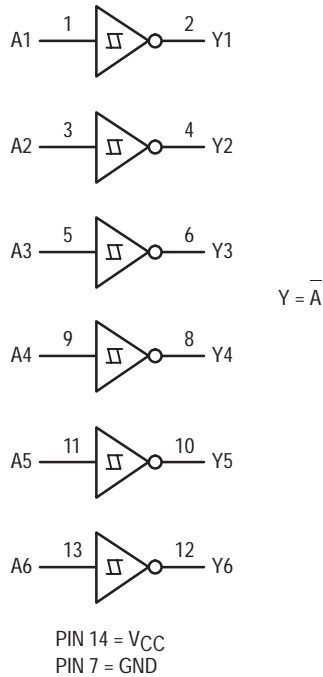 1 2
A1 Y1
3 4
A2 Y2
5 6
A3 Y3
Y = A̅
9 8
A4 Y4
11 10
A5 Y5
13 12
A6 Y6
PIN 14 = VCC
PIN 7 = GND